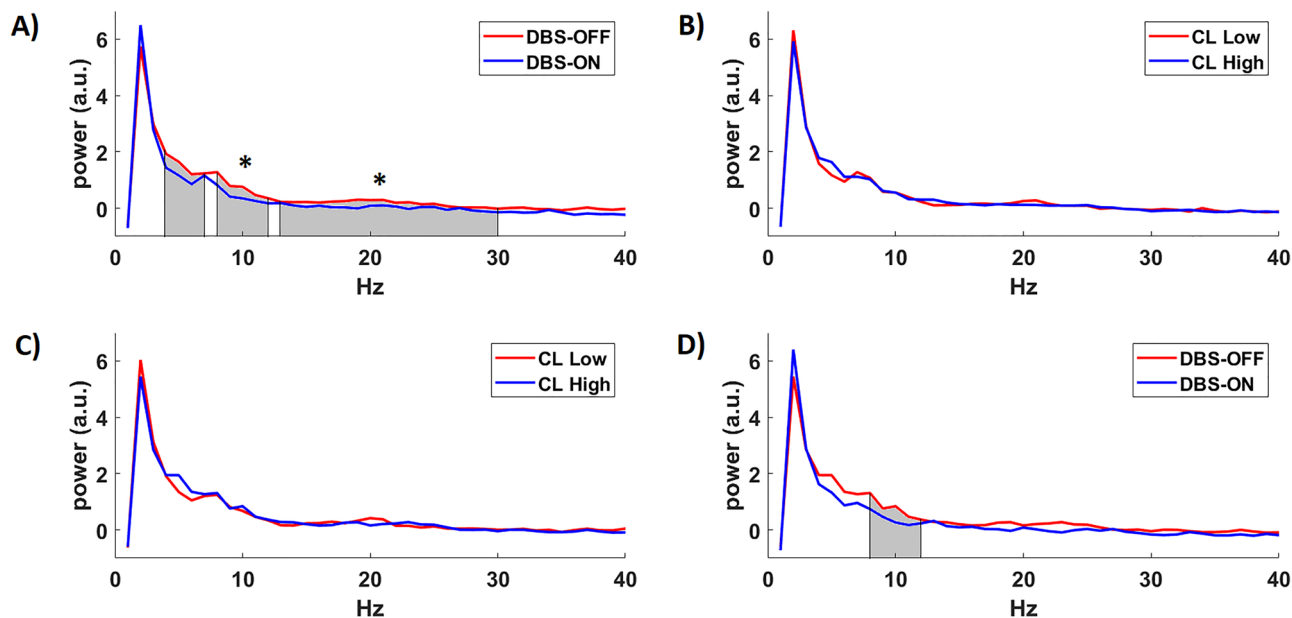 A)
power (a.u.)
6
4
2
0
DBS-OFF
DBS-ON
*
*
0 10 20 30 40
Hz
B)
power (a.u.)
6
4
2
0
CL Low
CL High
0 10 20 30 40
Hz
C)
power (a.u.)
6
4
2
0
CL Low
CL High
0 10 20 30 40
Hz
D)
power (a.u.)
6
4
2
0
DBS-OFF
DBS-ON
0 10 20 30 40
Hz